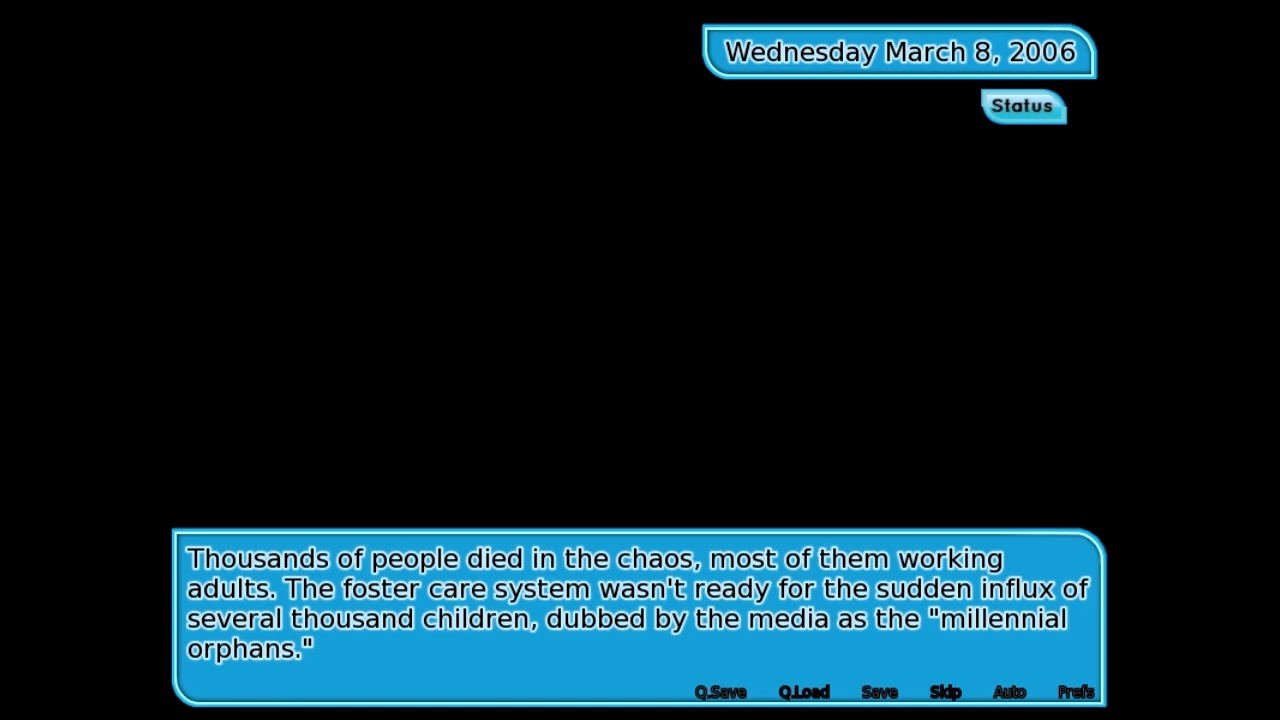 Wednesday March 8, 2006
Status
Thousands of people died in the chaos, most of them working
adults. The foster care system wasn't ready for the sudden influx of
several thousand children, dubbed by the media as the "millennial
orphans."
Q.Save Q.Load Save Skip Auto Prefs